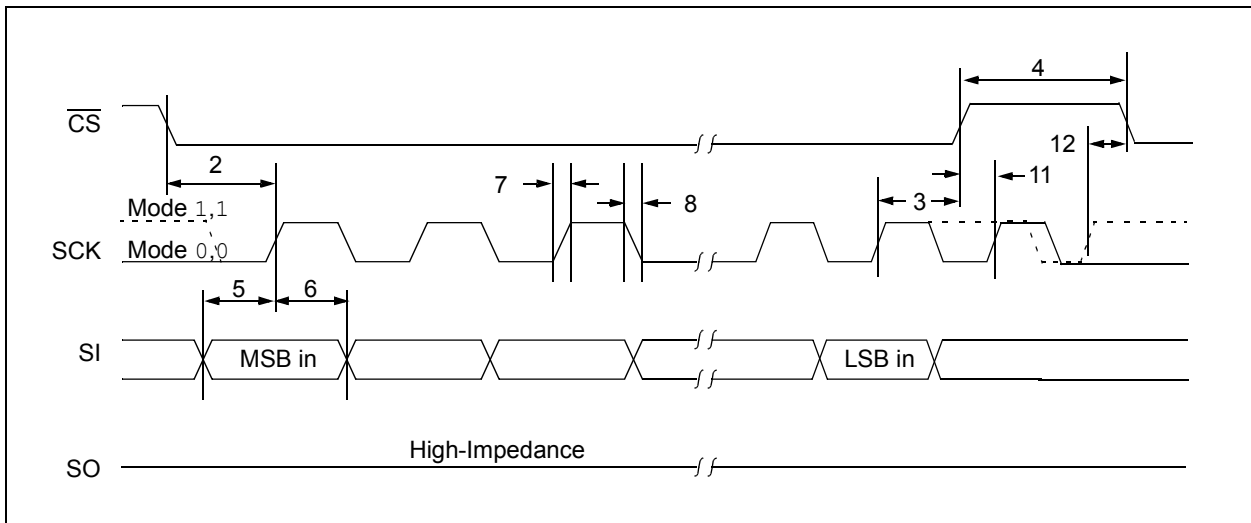 4
CS
12
2
7
8
3
11
Mode 1,1
SCK
Mode 0,0
5
6
SI
MSB in
LSB in
High-Impedance
SO